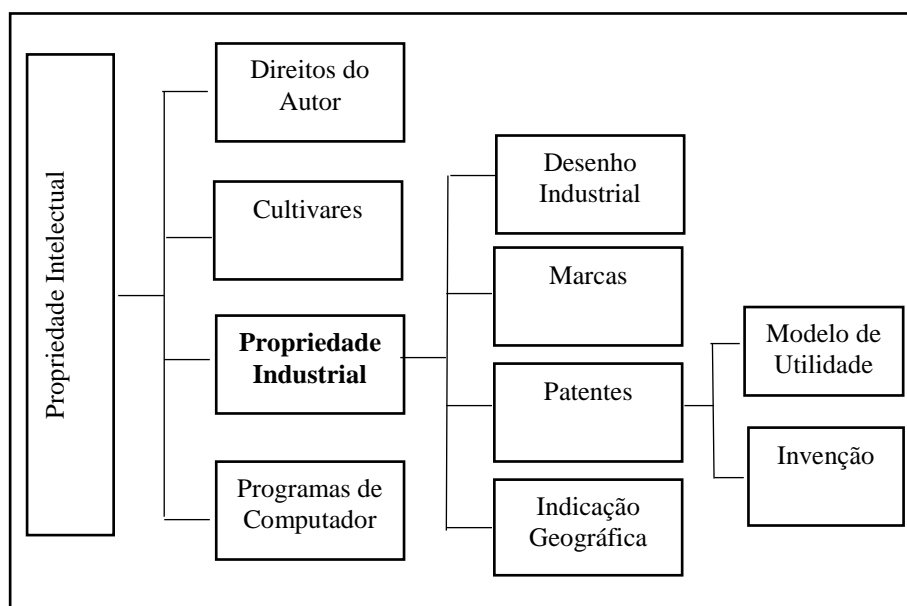 Propriedade Intelectual
Direitos do
Autor
Cultivares
Propriedade
Industrial
Programas de
Computador
Desenho
Industrial
Marcas
Patentes
Indicação
Geográfica
Modelo de
Utilidade
Invenção